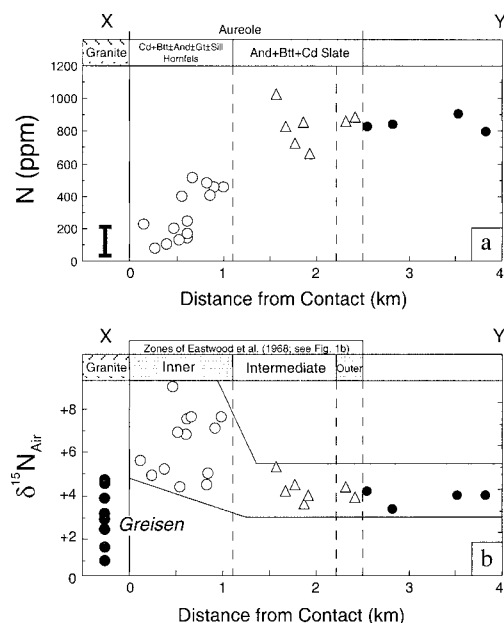 X Y
Aureole
Granite Cd+Btt±And±Gt±Sill Hornfels And+Btt+Cd Slate
1200
1000
800
600
400
200
0
N (ppm)
a
0 1 2 3 4
Distance from Contact (km)
X Y
Zones of Eastwood et al. (1968; see Fig. 1b)
Granite Inner Intermediate Outer
+8
+6
+4
+2
0
δ15NAir
Greisen
b
0 1 2 3 4
Distance from Contact (km)